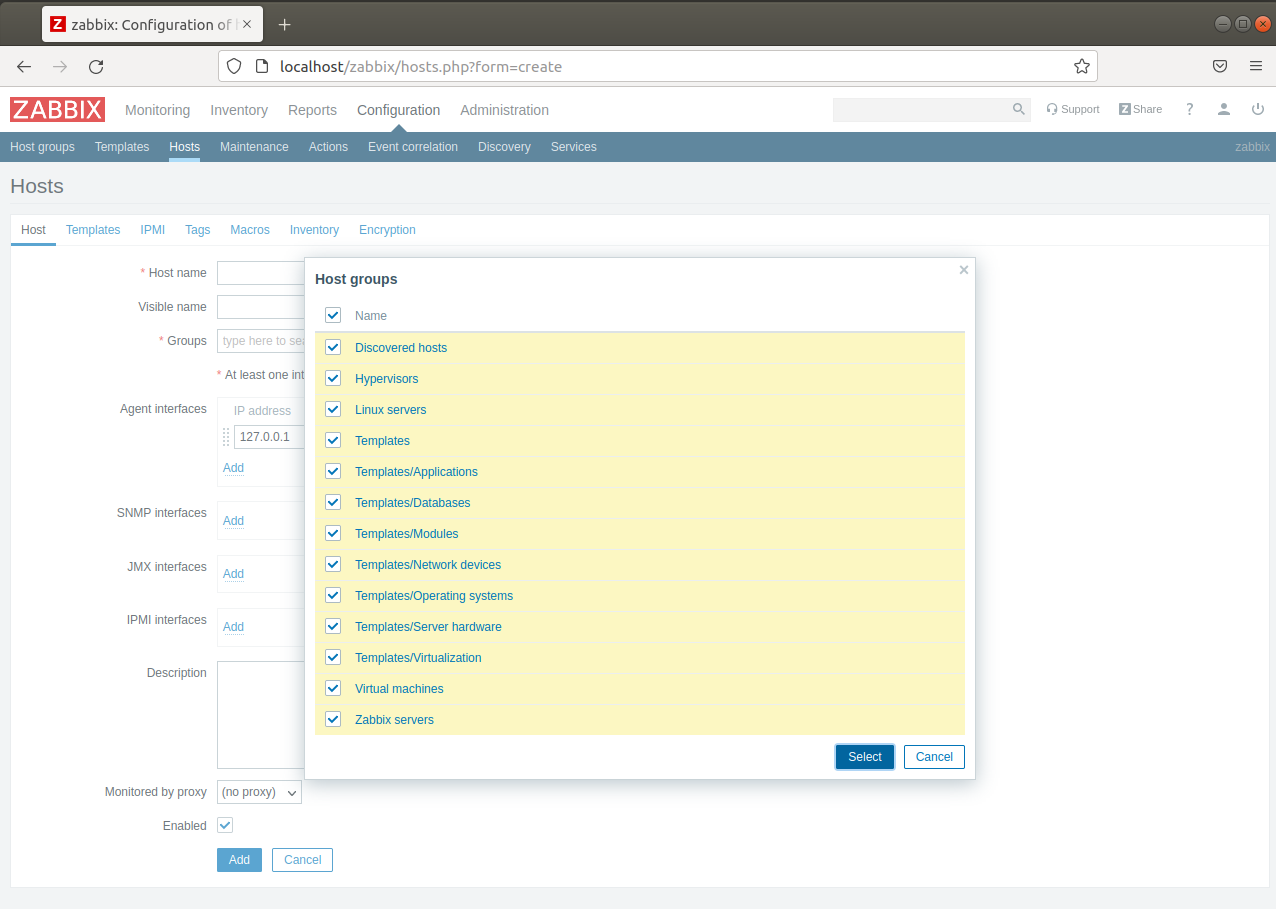 zabbix: Configuration of
localhost/zabbix/hosts.php?form=create
ZABBIX Monitoring Inventory Reports Configuration Administration Support Z Share ?
Host groups Templates Hosts Maintenance Actions Event correlation Discovery Services zabbix
Hosts
Host Templates IPMI Tags Macros Inventory Encryption
* Host name
Visible name
* Groups type here to sea
* At least one int
Agent interfaces IP address
127.0.0.1
Add
SNMP interfaces Add
JMX interfaces Add
IPMI interfaces Add
Description
Monitored by proxy (no proxy)
Enabled
Add Cancel
Host groups
Name
Discovered hosts
Hypervisors
Linux servers
Templates
Templates/Applications
Templates/Databases
Templates/Modules
Templates/Network devices
Templates/Operating systems
Templates/Server hardware
Templates/Virtualization
Virtual machines
Zabbix servers
Select Cancel